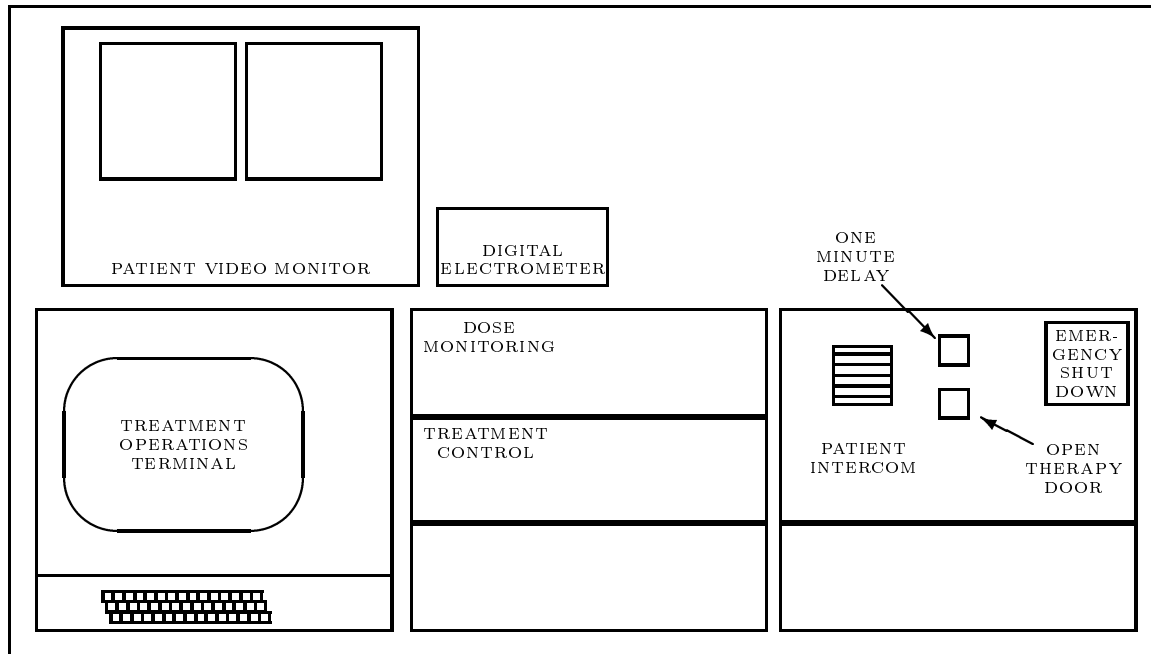 PATIENT VIDEO MONITOR
DIGITAL
ELECTROMETER
ONE
MINUTE
DELAY
TREATMENT
OPERATIONS
TERMINAL
DOSE
MONITORING
TREATMENT
CONTROL
PATIENT
INTERCOM
EMER-
GENCY
SHUT
DOWN
OPEN
THERAPY
DOOR